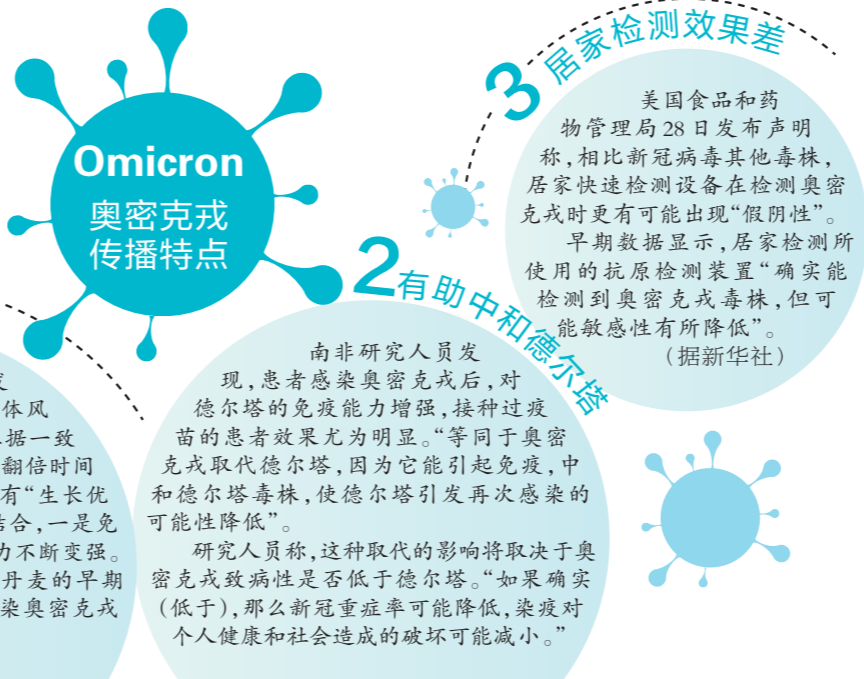 Omicron
奥密克戎
传播特点
体风
据一致
翻倍时间
有“生长优
结合,一是免
力不断变强。
丹麦的早期
染奥密克戎
2 有助中和德尔塔
南非研究人员发
现,患者感染奥密克戎后,对
德尔塔的免疫能力增强,接种过疫
苗的患者效果尤为明显。“等同于奥密
克戎取代德尔塔,因为它能引起免疫,中
和德尔塔毒株,使德尔塔引发再次感染的
可能性降低”。
研究人员称,这种取代的影响将取决于奥
密克戎致病性是否低于德尔塔。“如果确实
(低于),那么新冠重症率可能降低,染疫对
个人健康和社会造成的破坏可能减小。”
3 居家检测效果差
美国食品和药
物管理局28日发布声明
称,相比新冠病毒其他毒株,
居家快速检测设备在检测奥密
克戎时更有可能出现“假阴性”。
早期数据显示,居家检测所
使用的抗原检测装置“确实能
检测到奥密克戎毒株,但可
能敏感性有所降低”。
(据新华社)